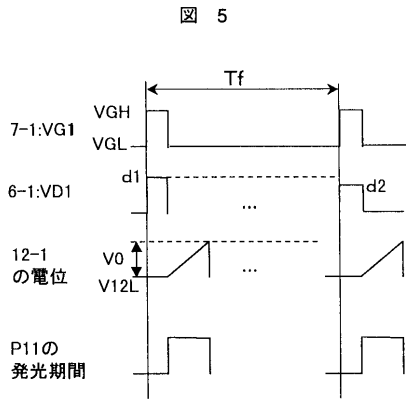 図 5
Tf
VGH
7-1:VG1
VGL
d1
6-1:VD1
d2
...
12-1
の電位
V0
...
V12L
P11の
発光期間